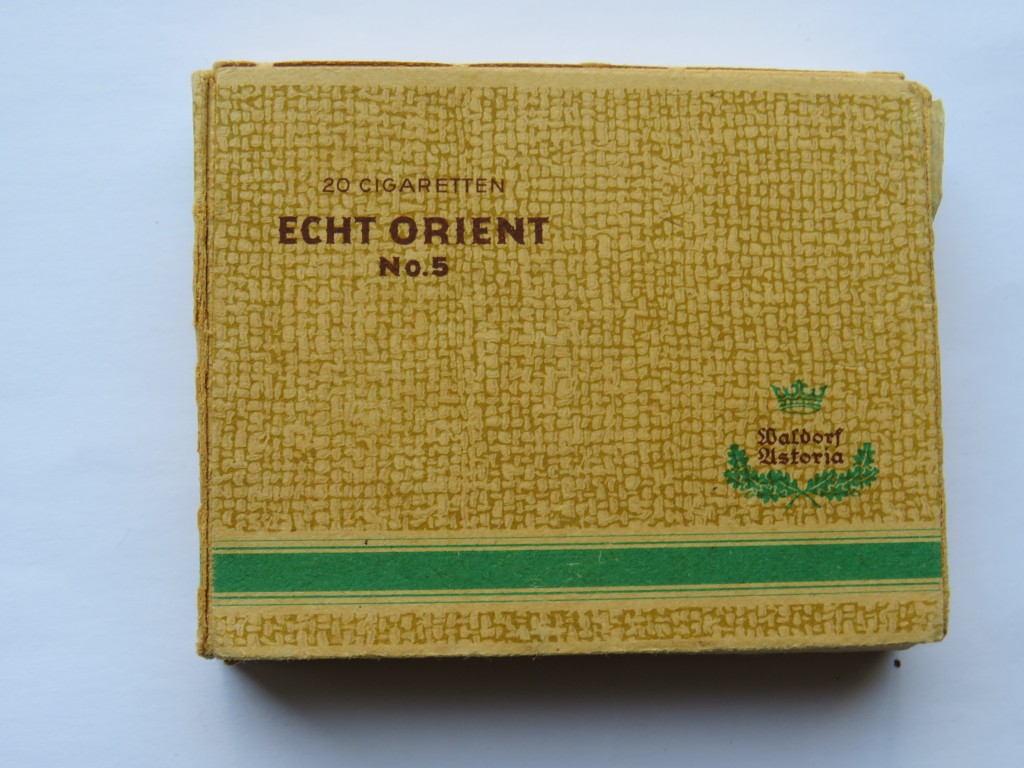 20 CIGARETTEN
ECHT ORIENT
No.5
Waldorf
Astoria